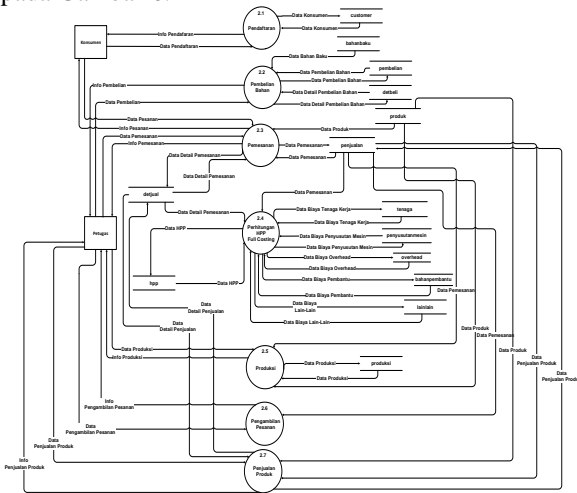 2.1
Pendaftaran
Data Konsumen
customer
Data Konsumen
Konsumen
Info Pendaftaran
Data Pendaftaran
Data Bahan Baku
bahanbaku
2.2
Pembelian
Bahan
Data Pembelian Bahan
pembelian
Data Pembelian Bahan
Info Pembelian
Data Detail Pembelian Bahan
detbeli
Data Pembelian
Data Detail Pembelian Bahan
produk
Data Pesanan
Info Pesanan
2.3
Pemesanan
Data Produk
Data Pemesanan
Info Pemesanan
Data Pemesanan
penjualan
Data Pemesanan
Data Detail Pemesanan
Data Detail Pemesanan
detjual
Data Pemesanan
Data Detail Pemesanan
2.4
Perhitungan
HPP
Full Costing
Data Biaya Tenaga Kerja
tenaga
Data Biaya Tenaga Kerja
Data HPP
Petugas
Data Biaya Penyusutan Mesin
penyusutanmesin
Data Biaya Penyusutan Mesin
Data Biaya Overhead
overhead
Data Biaya Overhead
hpp
Data HPP
Data Biaya Pembantu
bahanpembantu
Data Biaya Pembantu
Data Pemesanan
Data Biaya
Lain-Lain
lainlain
Data Biaya Lain-Lain
Data
Detail Penjualan
Data
Detail Penjualan
Data Produk
Data Pemesanan
Data Produk
Data
Penjualan Produk
Data
Penjualan Produk
Data Produksi
Info Produksi
2.5
Produksi
Data Produksi
produksi
Data Produksi
Info
Pengambilan Pesanan
2.6
Pengambilan
Pesanan
Data
Pengambilan Pesanan
Info
Penjualan Produk
Data
Penjualan Produk
2.7
Penjualan
Produk